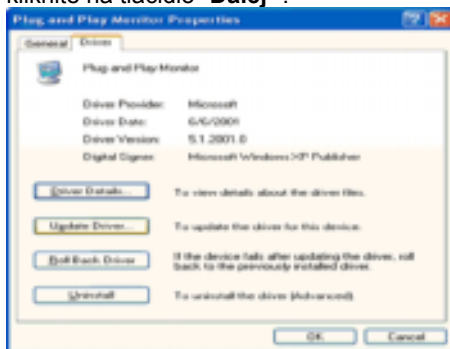 kliknite na tlačidlo "Ďalej".
Plug and Play Monitor Properties
General Driver
Plug and Play Monitor
Driver Provider: Microsoft
Driver Date: 6/6/2001
Driver Version: 5.1.2001.0
Digital Signer: Microsoft Windows XP Publisher
Driver Details... To view details about the driver files.
Update Driver... To update the driver for this device.
Roll Back Driver If the device fails after updating the driver, roll
back to the previously installed driver.
Uninstall To uninstall the driver (Advanced).
OK Cancel